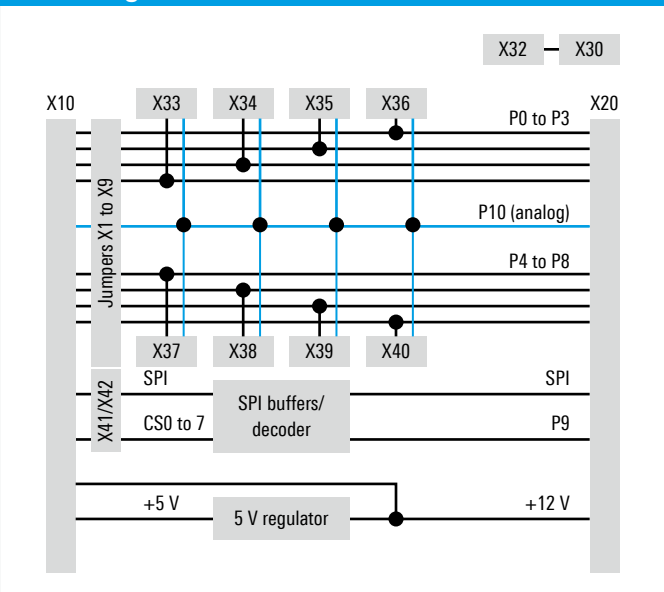 X32
X30
X10
X33
X34
X35
X36
X20
P0 to P3
Jumpers X1 to X9
P10 (analog)
P4 to P8
X37
X38
X39
X40
X41/X42
SPI
SPI buffers/
decoder
SPI
CS0 to 7
P9
+5 V
5 V regulator
+12 V